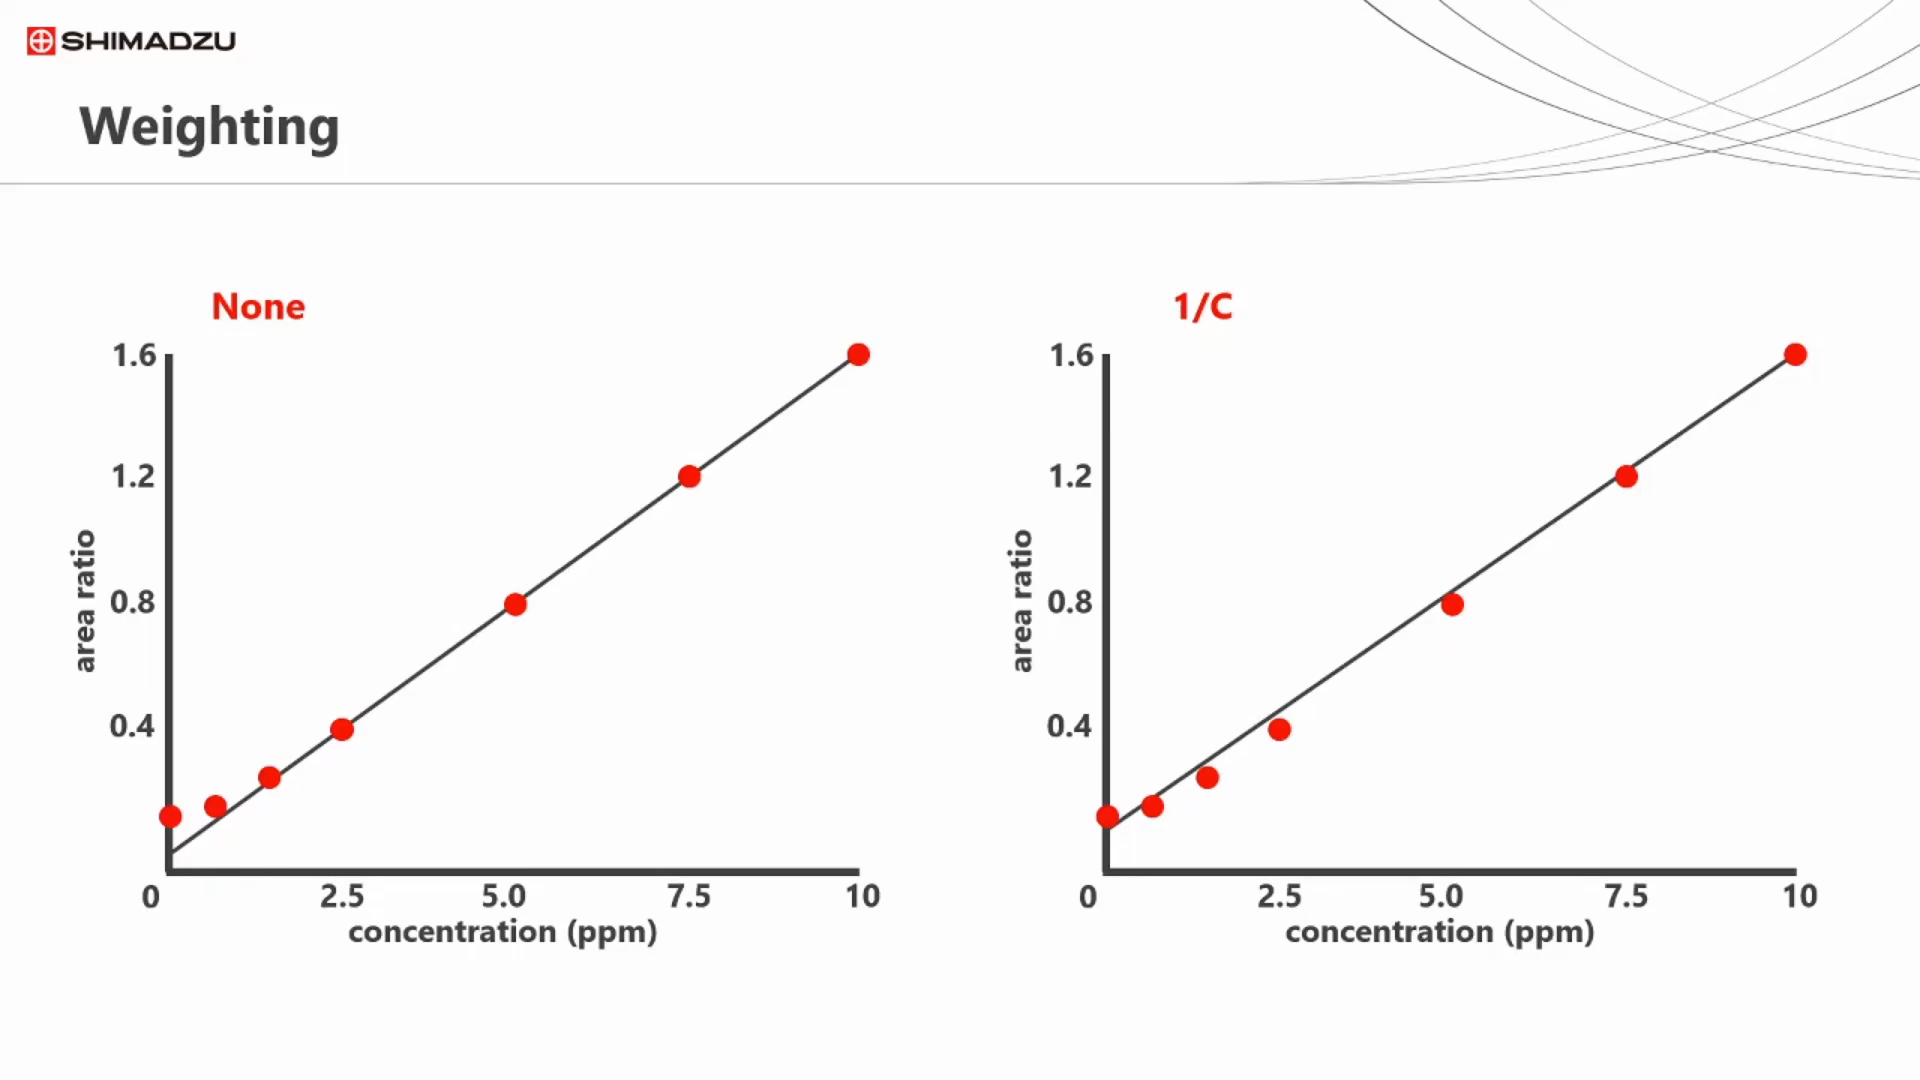 SHIMADZU
Weighting
None
1.6
1.2
0.8
0.4
area ratio
0 2.5 5.0 7.5 10
concentration (ppm)
1/C
1.6
1.2
0.8
0.4
area ratio
0 2.5 5.0 7.5 10
concentration (ppm)